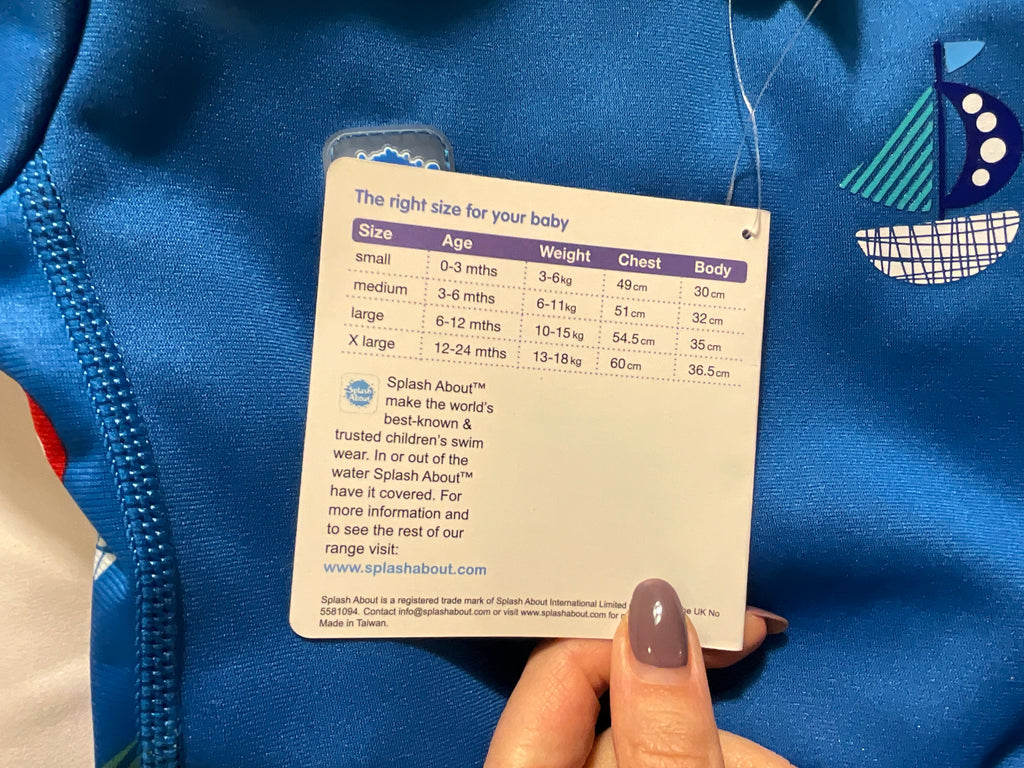 The right size for your baby
Size Age Weight Chest Body
small 0-3 mths 3-6kg 49cm 30cm
medium 3-6 mths 6-11kg 51cm 32cm
large 6-12 mths 10-15kg 54.5cm 35cm
X large 12-24 mths 13-18kg 60cm 36.5cm
Splash About
Splash About™
make the world's
best-known &
trusted children's swim
wear. In or out of the
water Splash About™
have it covered. For
more information and
to see the rest of our
range visit:
www.splashabout.com
Splash About is a registered trade mark of Splash About International Limited UK No
5581094. Contact info@splashabout.com or visit www.splashabout.com for
Made in Taiwan.